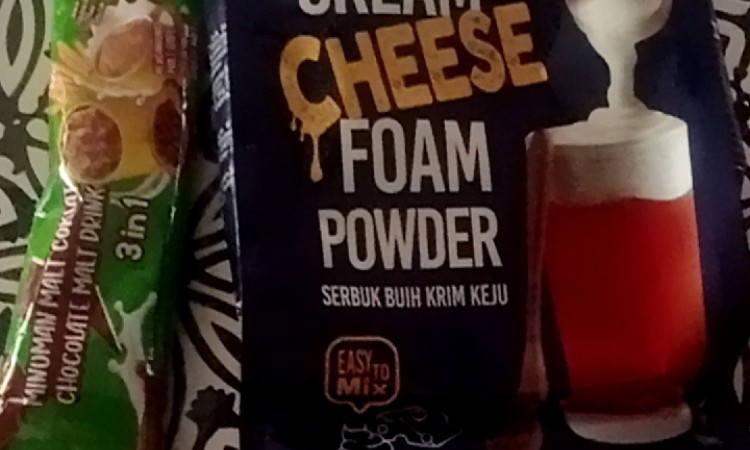 CREAM
CHEESE
FOAM
POWDER
SERBUK BUIH KRIM KEJU
EASY TO
Mix
MINUMAN MALT COKLAT
CHOCOLATE MALT DRINK
3 in 1